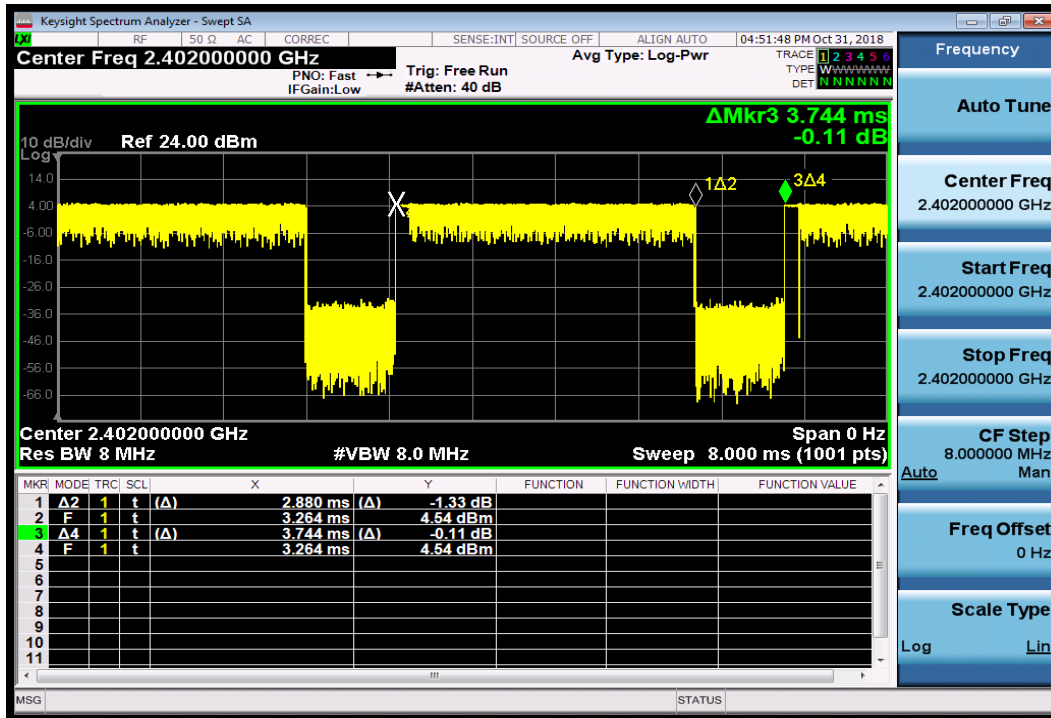 Keysight Spectrum Analyzer - Swept SA
LXI RF 50 Ω AC CORREC SENSE:INT SOURCE OFF ALIGN AUTO 04:51:48 PM Oct 31, 2018
Center Freq 2.402000000 GHz Avg Type: Log-Pwr TRACE 1 2 3 4 5 6
PNO: Fast Trig: Free Run TYPE WWWWWW
IFGain:Low #Atten: 40 dB DET N N N N N N
ΔMkr3 3.744 ms
-0.11 dB
10 dB/div Ref 24.00 dBm
Log
14.0
4.00
-6.00
-16.0
-26.0
-36.0
-46.0
-56.0
-66.0
1Δ2
3Δ4
Center 2.402000000 GHz Span 0 Hz
Res BW 8 MHz #VBW 8.0 MHz Sweep 8.000 ms (1001 pts)
MKR MODE TRC SCL X Y FUNCTION FUNCTION WIDTH FUNCTION VALUE
1 Δ2 1 t (Δ) 2.880 ms (Δ) -1.33 dB
2 F 1 t 3.264 ms 4.54 dBm
3 Δ4 1 t (Δ) 3.744 ms (Δ) -0.11 dB
4 F 1 t 3.264 ms 4.54 dBm
5
6
7
8
9
10
11
MSG STATUS
Frequency
Auto Tune
Center Freq
2.402000000 GHz
Start Freq
2.402000000 GHz
Stop Freq
2.402000000 GHz
CF Step
8.000000 MHz
Auto Man
Freq Offset
0 Hz
Scale Type
Log Lin